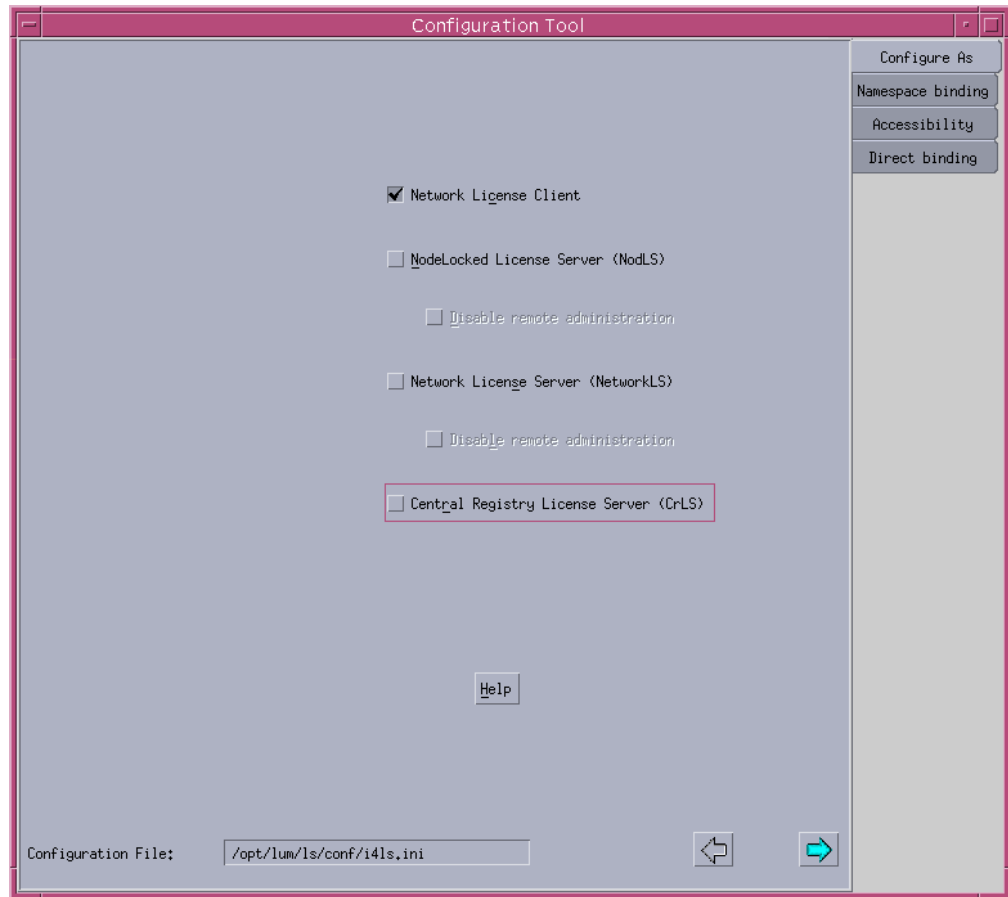 Configuration Tool
Configure As
Namespace binding
Accessibility
Direct binding
Network License Client
NodeLocked License Server (NodLS)
Disable remote administration
Network License Server (NetworkLS)
Disable remote administration
Central Registry License Server (CrLS)
Help
Configuration File: /opt/lum/ls/conf/i4ls.ini